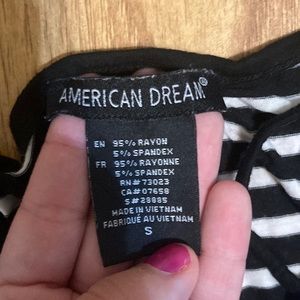 AMERICAN DREAM®
EN 95% RAYON
5% SPANDEX
FR 95% RAYONNE
5% SPANDEX
RN#73023
CA#07658
S#28885
MADE IN VIETNAM
FABRIQUÉ AU VIETNAM
S